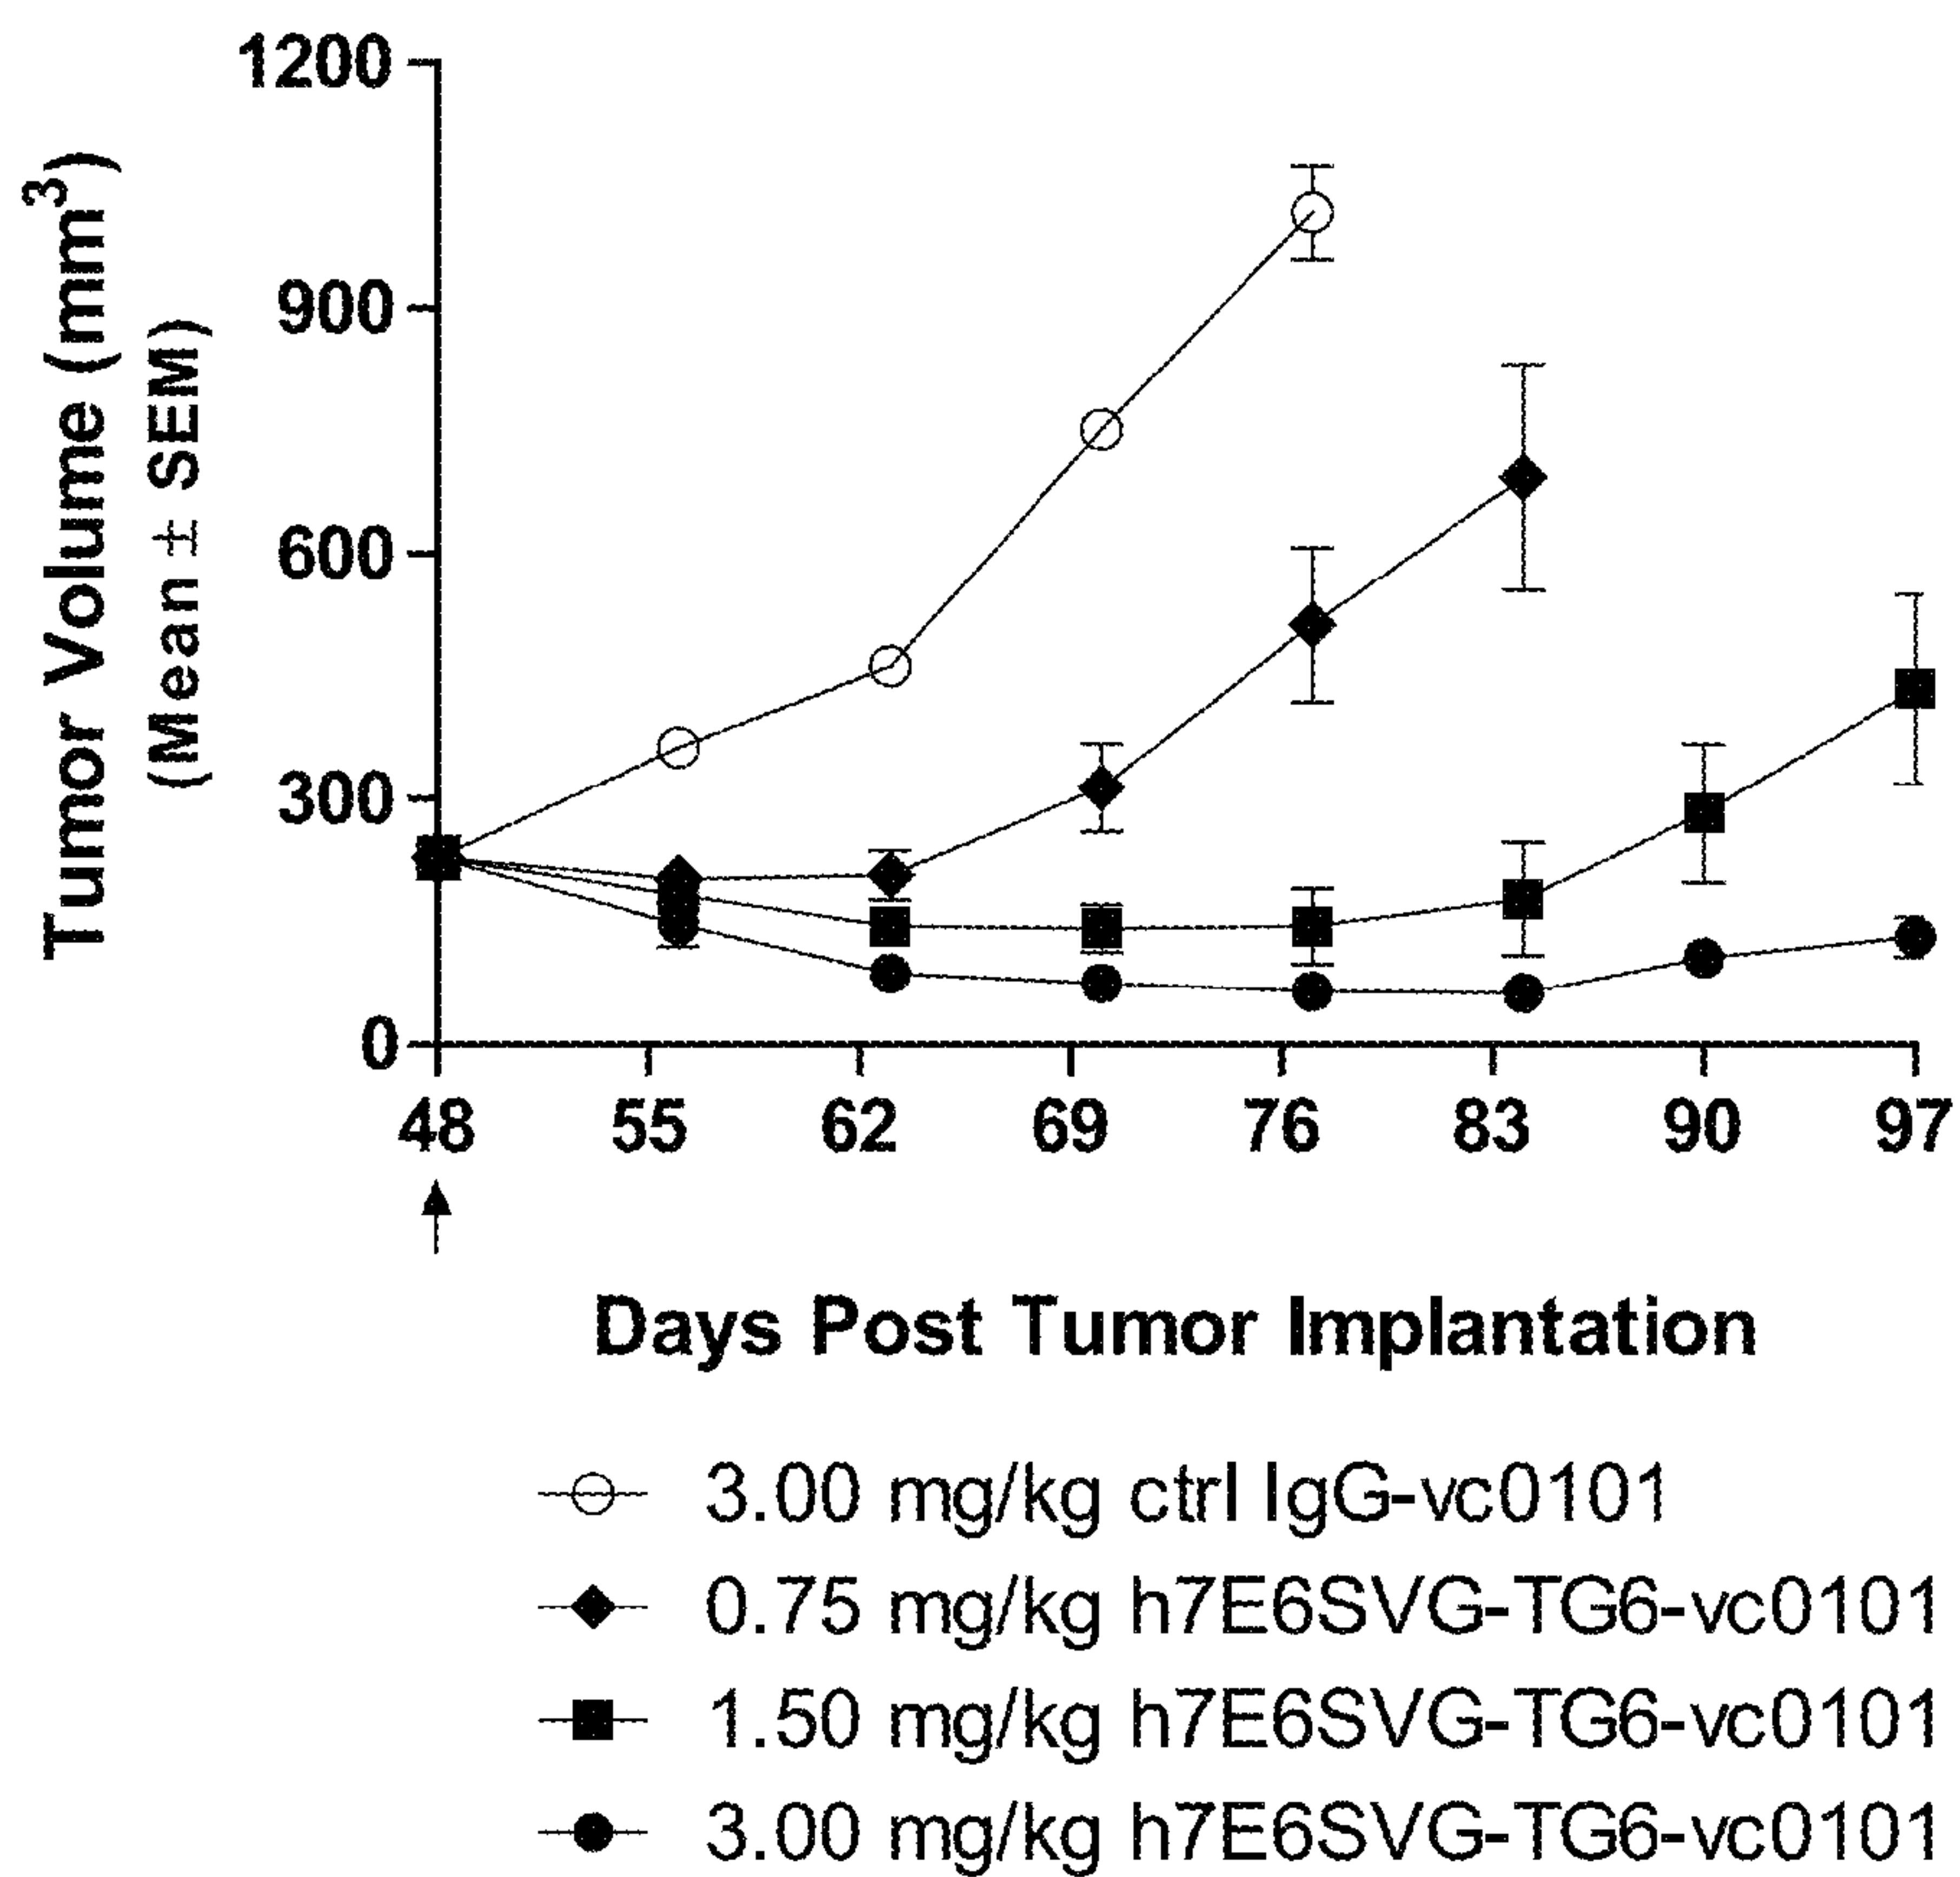 Tumor Volume (mm³)
(Mean ± SEM)
1200
900
600
300
0
48 55 62 69 76 83 90 97
Days Post Tumor Implantation
3.00 mg/kg ctrl IgG-vc0101
0.75 mg/kg h7E6SVG-TG6-vc0101
1.50 mg/kg h7E6SVG-TG6-vc0101
3.00 mg/kg h7E6SVG-TG6-vc0101